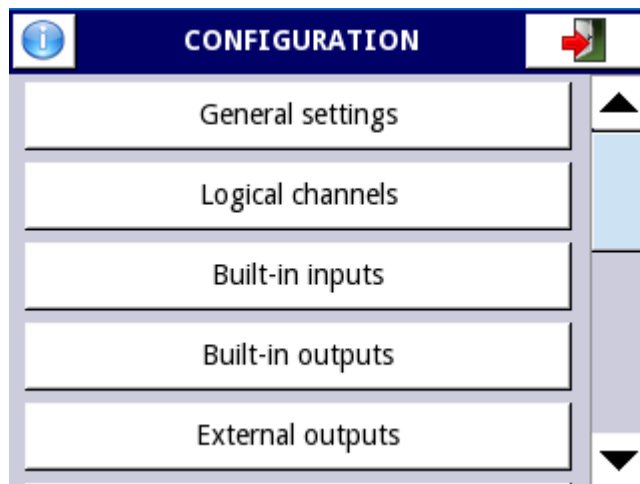 CONFIGURATION
General settings
Logical channels
Built-in inputs
Built-in outputs
External outputs